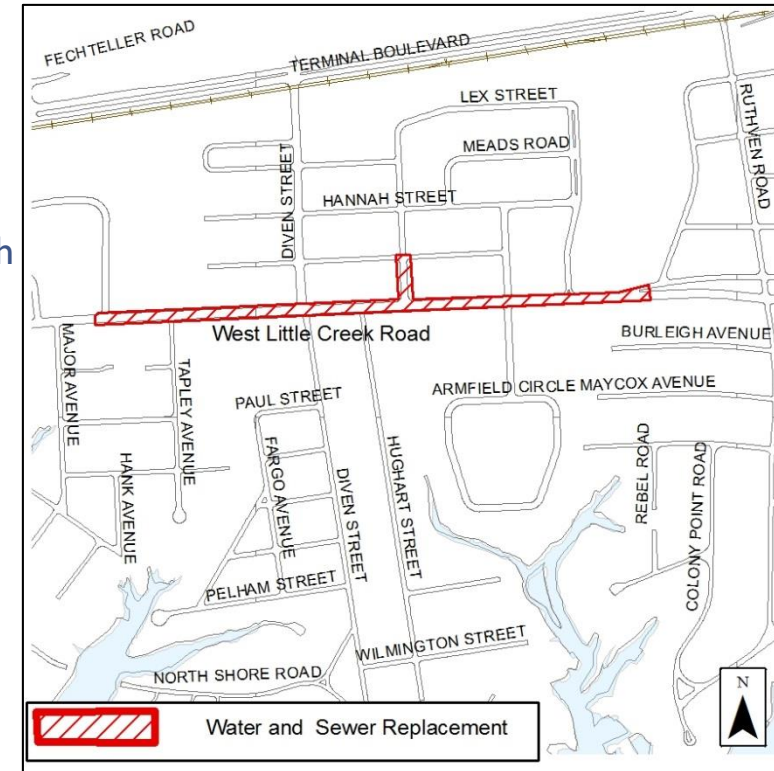 FECHTELLER ROAD
TERMINAL BOULEVARD
LEX STREET
MEADS ROAD
RUTHVEN ROAD
DIVEN STREET
HANNAH STREET
h
West Little Creek Road
BURLEIGH AVENUE
MAJOR AVENUE
TAPLEY AVENUE
PAUL STREET
ARMFIELD CIRCLE MAYCOX AVENUE
HANK AVENUE
FARGO AVENUE
DIVEN STREET
HUGHART STREET
REBEL ROAD
COLONY POINT ROAD
PELHAM STREET
WILMINGTON STREET
NORTH SHORE ROAD
N
Water and Sewer Replacement